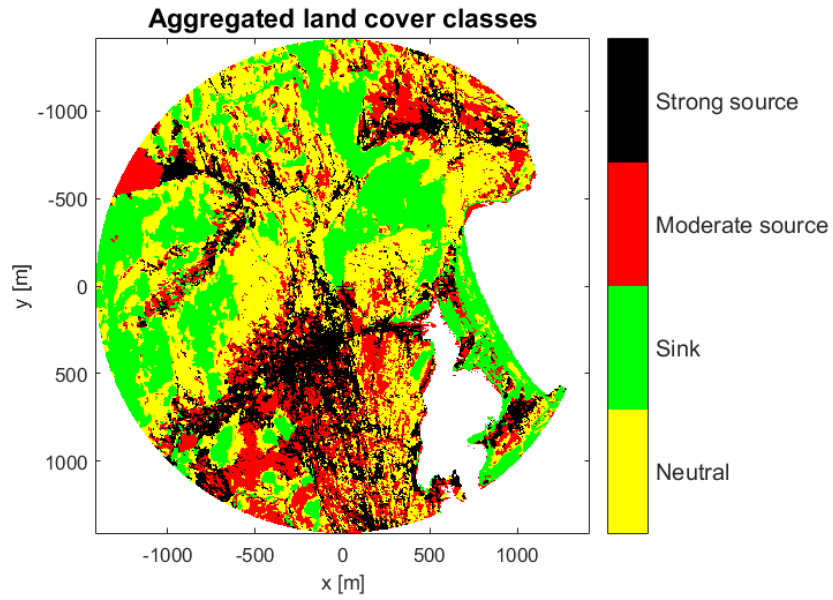 Aggregated land cover classes
-1000
-500
0
500
1000
y [m]
-1000
-500
0
500
1000
x [m]
Strong source
Moderate source
Sink
Neutral